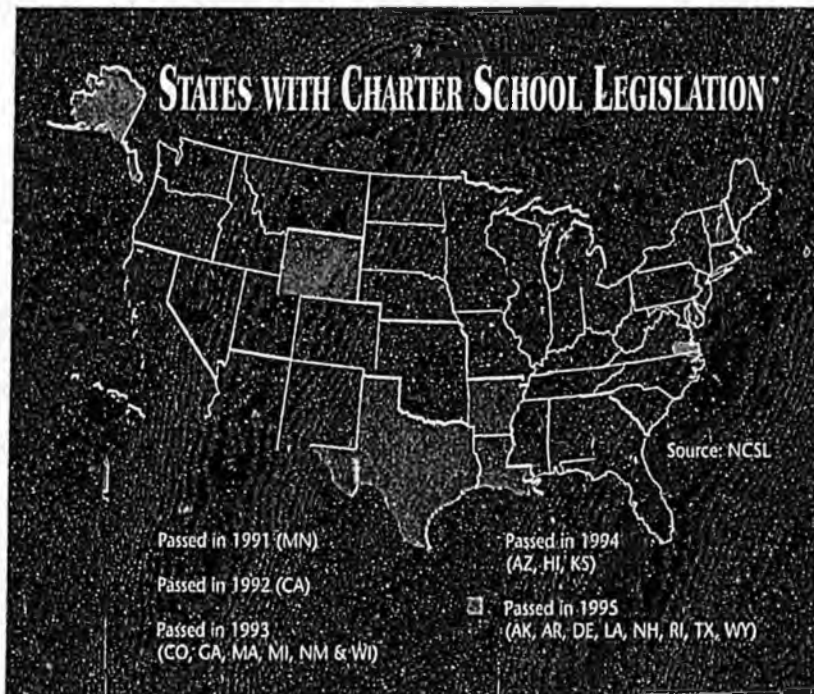 STATES WITH CHARTER SCHOOL LEGISLATION
Source: NCSL
Passed in 1991 (MN)
Passed in 1992 (CA)
Passed in 1993
(CO, GA, MA, MI, NM & WI)
Passed in 1994
(AZ, HI, KS)
Passed in 1995
(AK, AR, DE, LA, NH, RI, TX, WY)